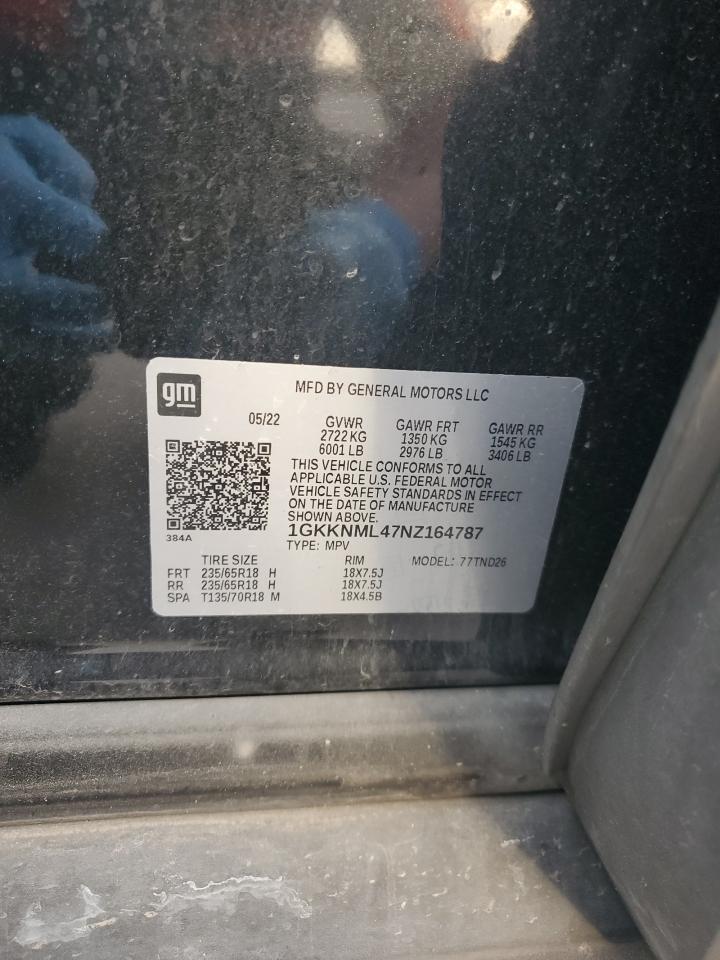 gm
MFD BY GENERAL MOTORS LLC
05/22 GVWR GAWR FRT GAWR RR
2722 KG 1350 KG 1545 KG
6001 LB 2976 LB 3406 LB
THIS VEHICLE CONFORMS TO ALL
APPLICABLE U.S. FEDERAL MOTOR
VEHICLE SAFETY STANDARDS IN EFFECT
ON THE DATE OF MANUFACTURE
SHOWN ABOVE.
384A 1GKKNML47NZ164787
TYPE: MPV MODEL: 77TND26
TIRE SIZE RIM
FRT 235/65R18 H 18X7.5J
RR 235/65R18 H 18X7.5J
SPA T135/70R18 M 18X4.5B